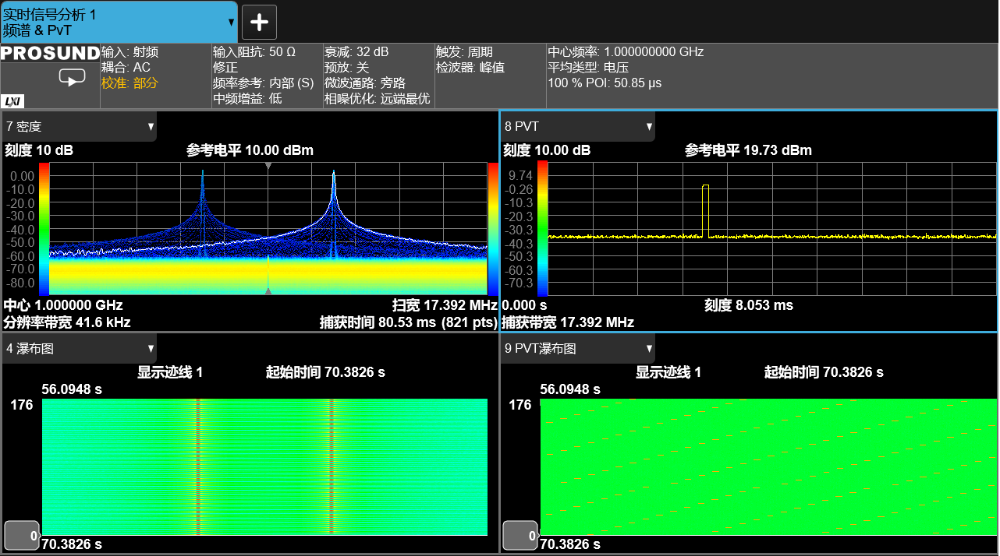 实时信号分析 1
频谱 & PvT
PROSUND
LXI
输入: 射频
耦合: AC
校准: 部分
输入阻抗: 50 Ω
修正
频率参考: 内部 (S)
中频增益: 低
衰减: 32 dB
预放: 关
微波通路: 旁路
相噪优化: 远端最优
触发: 周期
检波器: 峰值
中心频率: 1.000000000 GHz
平均类型: 电压
100 % POI: 50.85 µs
7 密度
刻度 10 dB
参考电平 10.00 dBm
0.00
-10.0
-20.0
-30.0
-40.0
-50.0
-60.0
-70.0
-80.0
中心 1.000000 GHz
扫宽 17.392 MHz
分辨率带宽 41.6 kHz
捕获时间 80.53 ms (821 pts)
8 PVT
刻度 10.00 dB
参考电平 19.73 dBm
9.74
-0.26
-10.3
-20.3
-30.3
-40.3
-50.3
-60.3
-70.3
0.000 s
刻度 8.053 ms
捕获带宽 17.392 MHz
4 瀑布图
显示迹线 1
起始时间 70.3826 s
56.0948 s
176
0
70.3826 s
9 PVT瀑布图
显示迹线 1
起始时间 70.3826 s
56.0948 s
176
0
70.3826 s